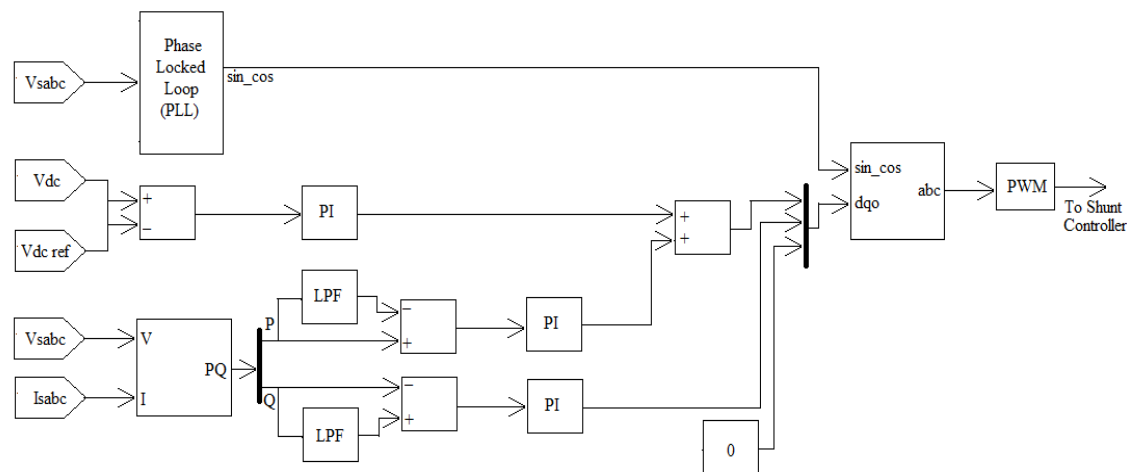 Vsabc
Phase
Locked
Loop
(PLL)
sin_cos
Vdc
Vdc ref
+
−
PI
+
+
sin_cos
dqo
abc
PWM
To Shunt
Controller
Vsabc
Isabc
V
I
PQ
P
Q
LPF
−
+
PI
LPF
−
+
PI
0